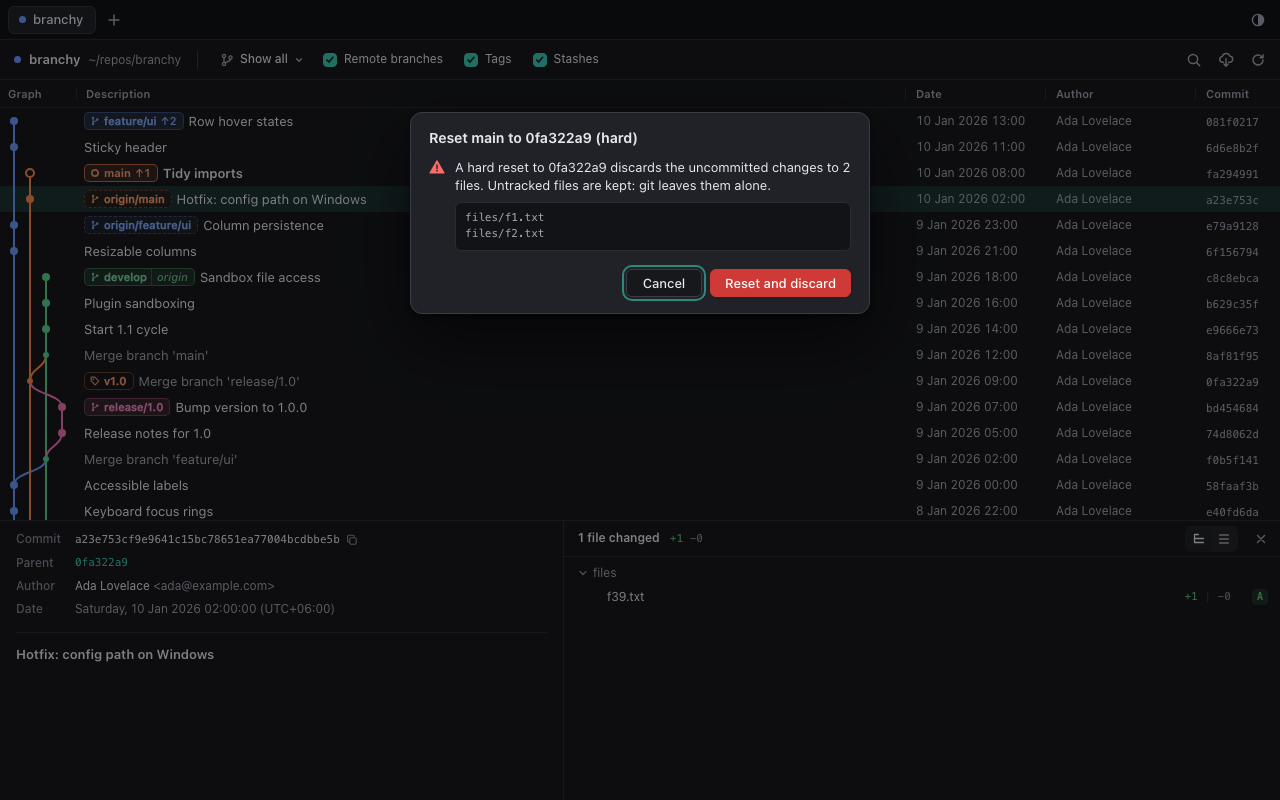 branchy
branchy ~/repos/branchy Show all Remote branches Tags Stashes
Graph Description Date Author Commit
feature/ui ↑2 Row hover states 10 Jan 2026 13:00 Ada Lovelace 081f0217
Sticky header 10 Jan 2026 11:00 Ada Lovelace 6d6e8b2f
main ↑1 Tidy imports 10 Jan 2026 08:00 Ada Lovelace fa294991
origin/main Hotfix: config path on Windows 10 Jan 2026 02:00 Ada Lovelace a23e753c
origin/feature/ui Column persistence 9 Jan 2026 23:00 Ada Lovelace e79a9128
Resizable columns 9 Jan 2026 21:00 Ada Lovelace 6f156794
develop origin Sandbox file access 9 Jan 2026 18:00 Ada Lovelace c8c8ebca
Plugin sandboxing 9 Jan 2026 16:00 Ada Lovelace b629c35f
Start 1.1 cycle 9 Jan 2026 14:00 Ada Lovelace e9666e73
Merge branch 'main' 9 Jan 2026 12:00 Ada Lovelace 8af81f95
v1.0 Merge branch 'release/1.0' 9 Jan 2026 09:00 Ada Lovelace 0fa322a9
release/1.0 Bump version to 1.0.0 9 Jan 2026 07:00 Ada Lovelace bd454684
Release notes for 1.0 9 Jan 2026 05:00 Ada Lovelace 74d8062d
Merge branch 'feature/ui' 9 Jan 2026 02:00 Ada Lovelace f0b5f141
Accessible labels 9 Jan 2026 00:00 Ada Lovelace 58faaf3b
Keyboard focus rings 8 Jan 2026 22:00 Ada Lovelace e40fd6da
Reset main to 0fa322a9 (hard)
A hard reset to 0fa322a9 discards the uncommitted changes to 2
files. Untracked files are kept: git leaves them alone.
files/f1.txt
files/f2.txt
Cancel Reset and discard
Commit a23e753cf9e9641c15bc78651ea77004bcdbbe5b
Parent 0fa322a9
Author Ada Lovelace <ada@example.com>
Date Saturday, 10 Jan 2026 02:00:00 (UTC+06:00)
Hotfix: config path on Windows
1 file changed +1 −0
files
f39.txt +1 −0 A